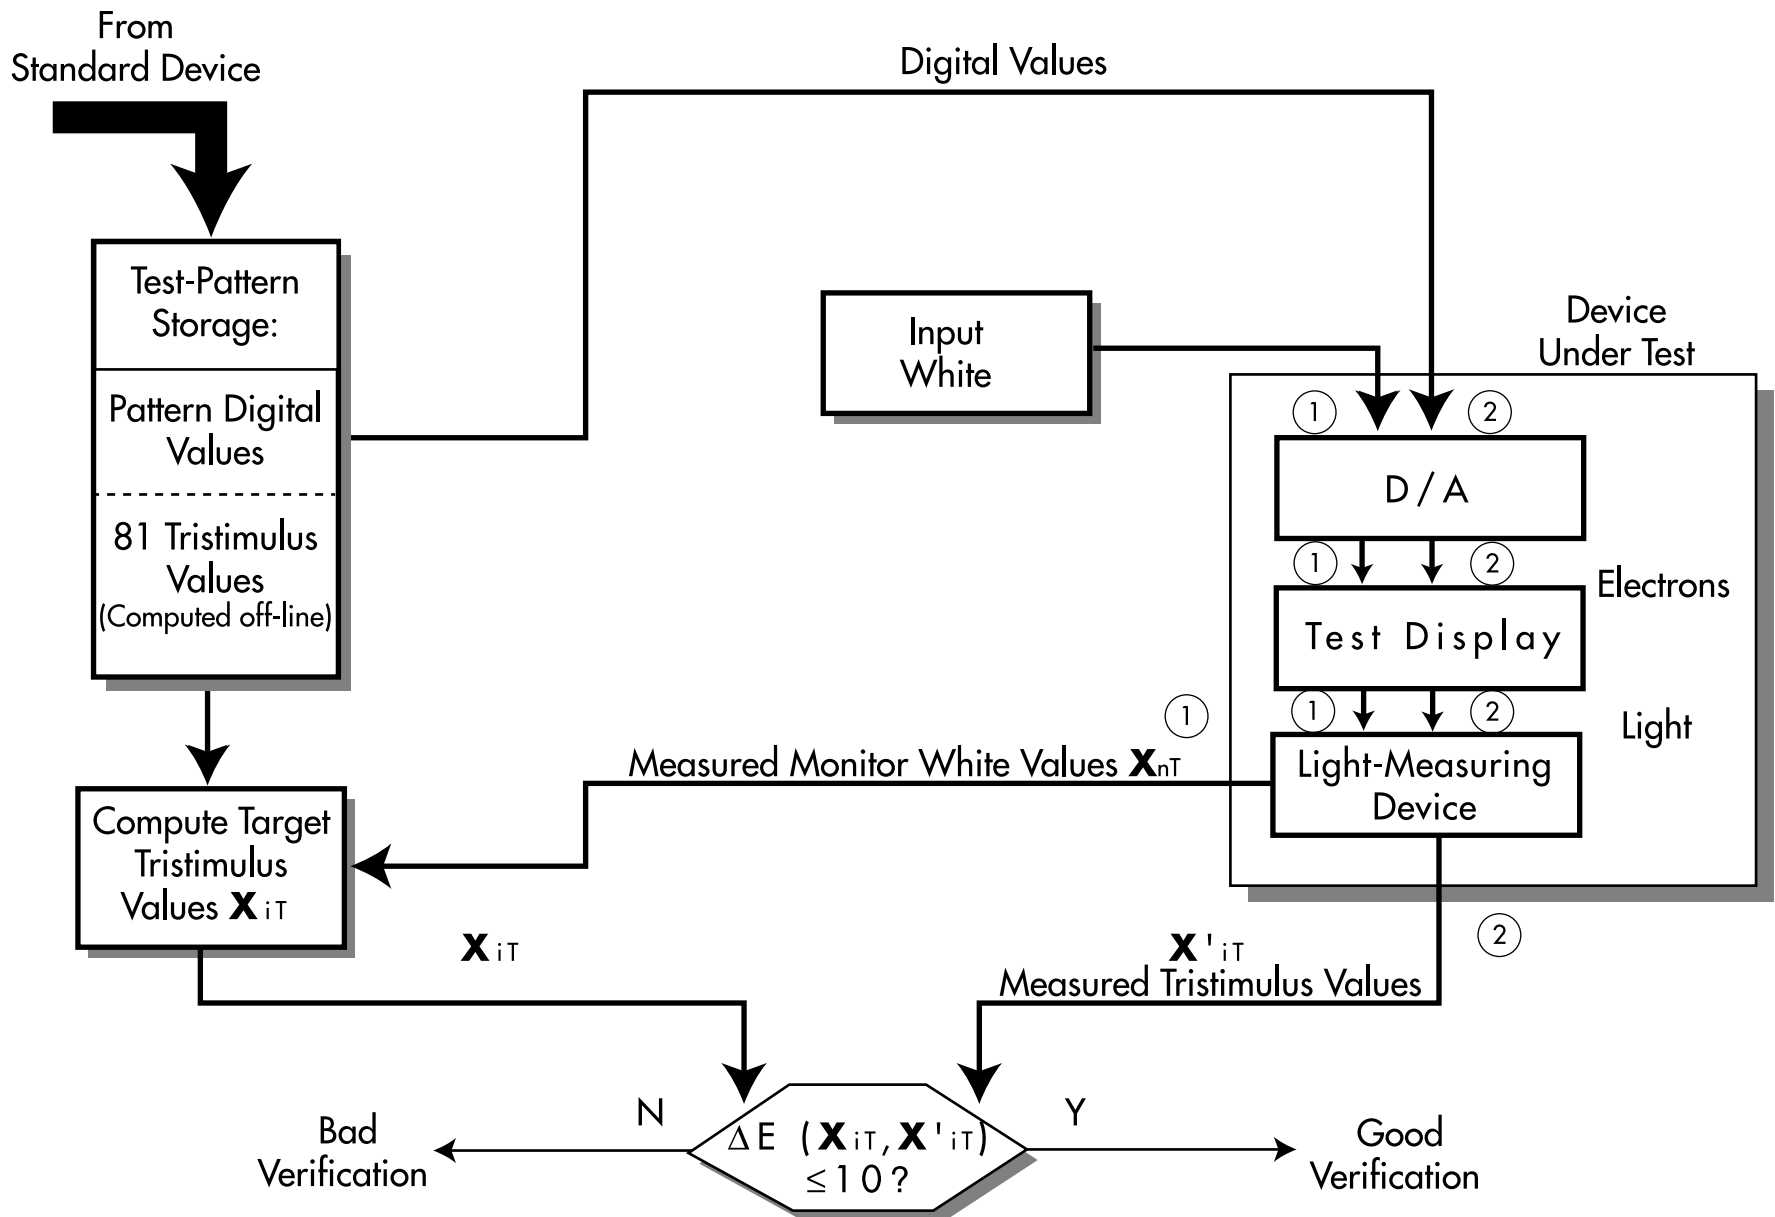 From
Standard Device
Digital Values
Test-Pattern
Storage:
Pattern Digital
Values
81 Tristimulus
Values
(Computed off-line)
Input
White
Device
Under Test
1
2
D/A
1
2
Electrons
Test Display
1
2
Light
1
Measured Monitor White Values XnT
Light-Measuring
Device
Compute Target
Tristimulus
Values XiT
2
XiT
X'iT
Measured Tristimulus Values
N
Y
ΔE (XiT, X'iT)
≤10?
Bad
Verification
Good
Verification